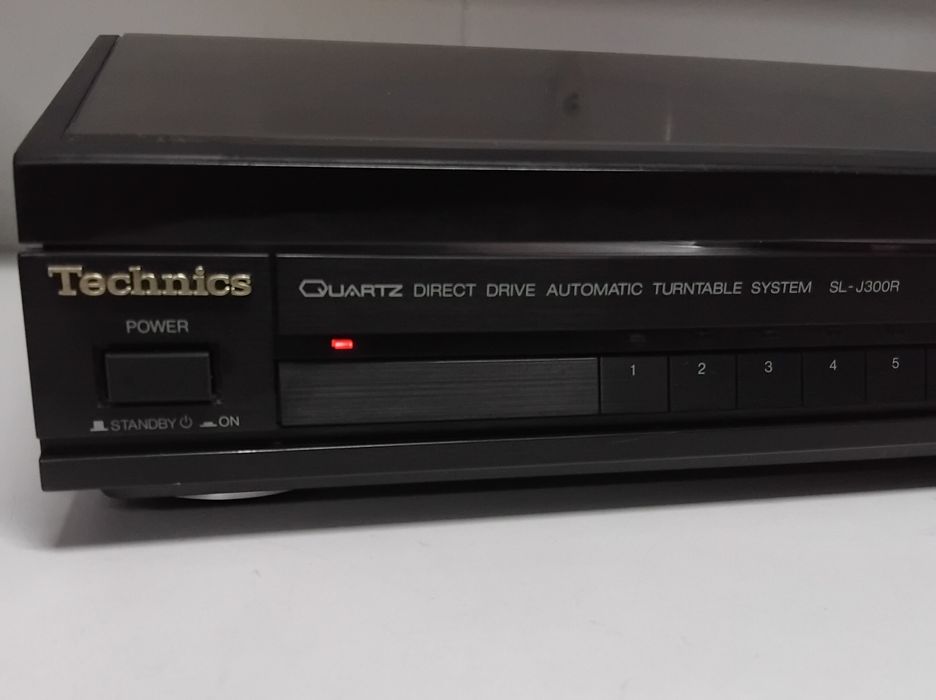 Technics
QUARTZ DIRECT DRIVE AUTOMATIC TURNTABLE SYSTEM SL-J300R
POWER
1 2 3 4 5
STANDBY ON